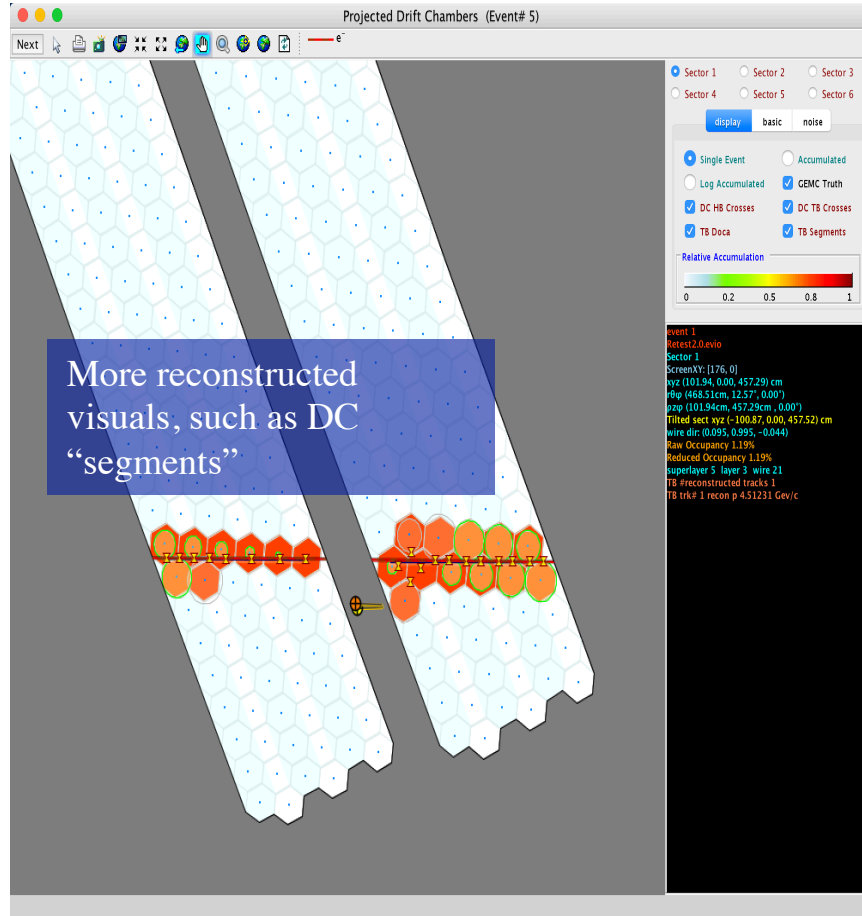 Projected Drift Chambers (Event# 5)
Next
e⁻
Sector 1 Sector 2 Sector 3
Sector 4 Sector 5 Sector 6
display basic noise
Single Event Accumulated
Log Accumulated GEMC Truth
DC HB Crosses DC TB Crosses
TB Doca TB Segments
Relative Accumulation
0 0.2 0.5 0.8 1
More reconstructed
visuals, such as DC
“segments”
event 1
Retest2.0.evio
Sector 1
ScreenXY: [176, 0]
xyz (101.94, 0.00, 457.29) cm
rθφ (468.51cm, 12.57°, 0.00°)
ρzφ (101.94cm, 457.29cm , 0.00°)
Tilted sect xyz (-100.87, 0.00, 457.52) cm
wire dir: (0.095, 0.995, -0.044)
Raw Occupancy 1.19%
Reduced Occupancy 1.19%
superlayer 5 layer 3 wire 21
TB #reconstructed tracks 1
TB trk# 1 recon p 4.51231 Gev/c